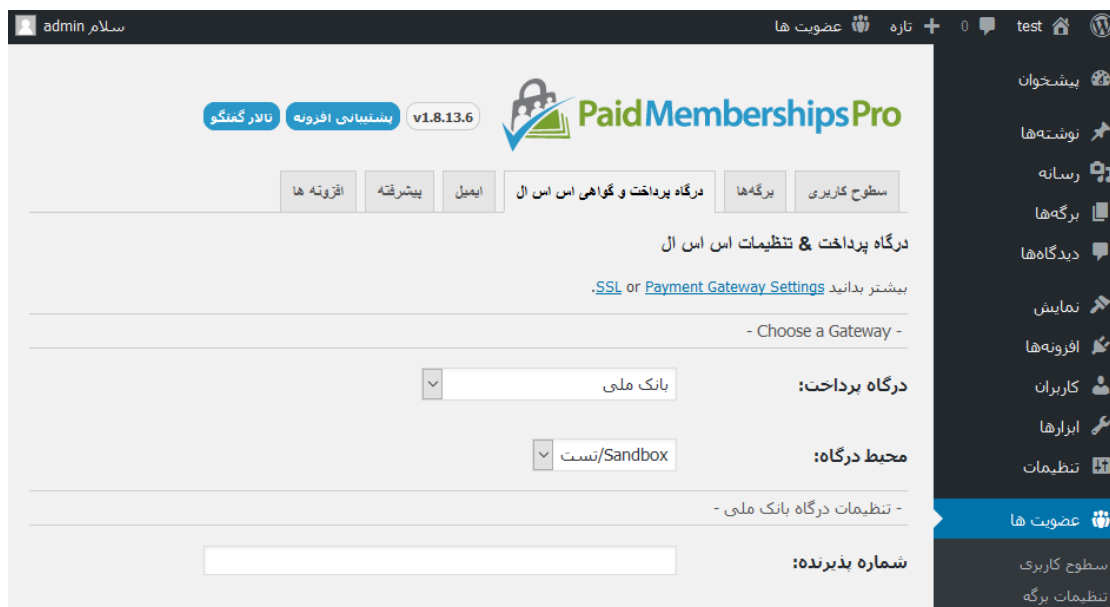 test 0 تازه عضویت ها
سلام admin
پیشخوان
نوشته‌ها
رسانه
برگه‌ها
دیدگاه‌ها
نمایش
افزونه‌ها
کاربران
ابزارها
تنظیمات
عضویت ها
سطوح کاربری
تنظیمات برگه
PaidMembershipsPro
v1.8.13.6 پشتیبانی افزونه تالار گفتگو
سطوح کاربری برگه‌ها درگاه پرداخت و گواهی اس اس ال ایمیل پیشرفته افزونه ها
درگاه پرداخت & تنظیمات اس اس ال
بیشتر بدانید SSL or Payment Gateway Settings.
- Choose a Gateway -
درگاه پرداخت: بانک ملی
محیط درگاه: Sandbox/تست
- تنظیمات درگاه بانک ملی -
شماره پذیرنده: